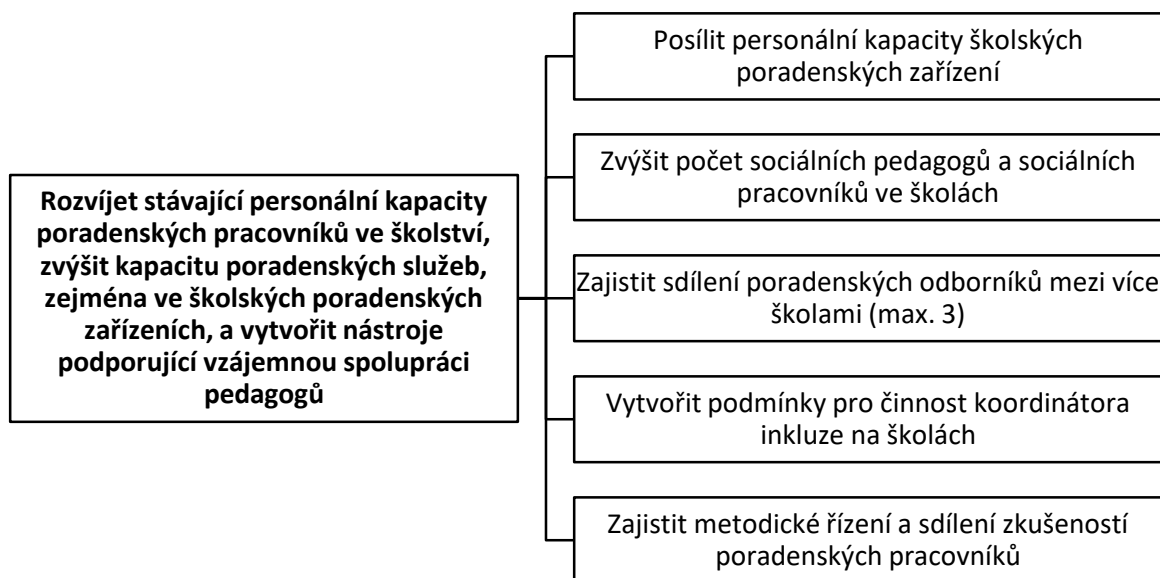 Rozvíjet stávající personální kapacity
poradenských pracovníků ve školství,
zvýšit kapacitu poradenských služeb,
zejména ve školských poradenských
zařízeních, a vytvořit nástroje
podporující vzájemnou spolupráci
pedagogů
Posílit personální kapacity školských
poradenských zařízení
Zvýšit počet sociálních pedagogů a sociálních
pracovníků ve školách
Zajistit sdílení poradenských odborníků mezi více
školami (max. 3)
Vytvořit podmínky pro činnost koordinátora
inkluze na školách
Zajistit metodické řízení a sdílení zkušeností
poradenských pracovníků